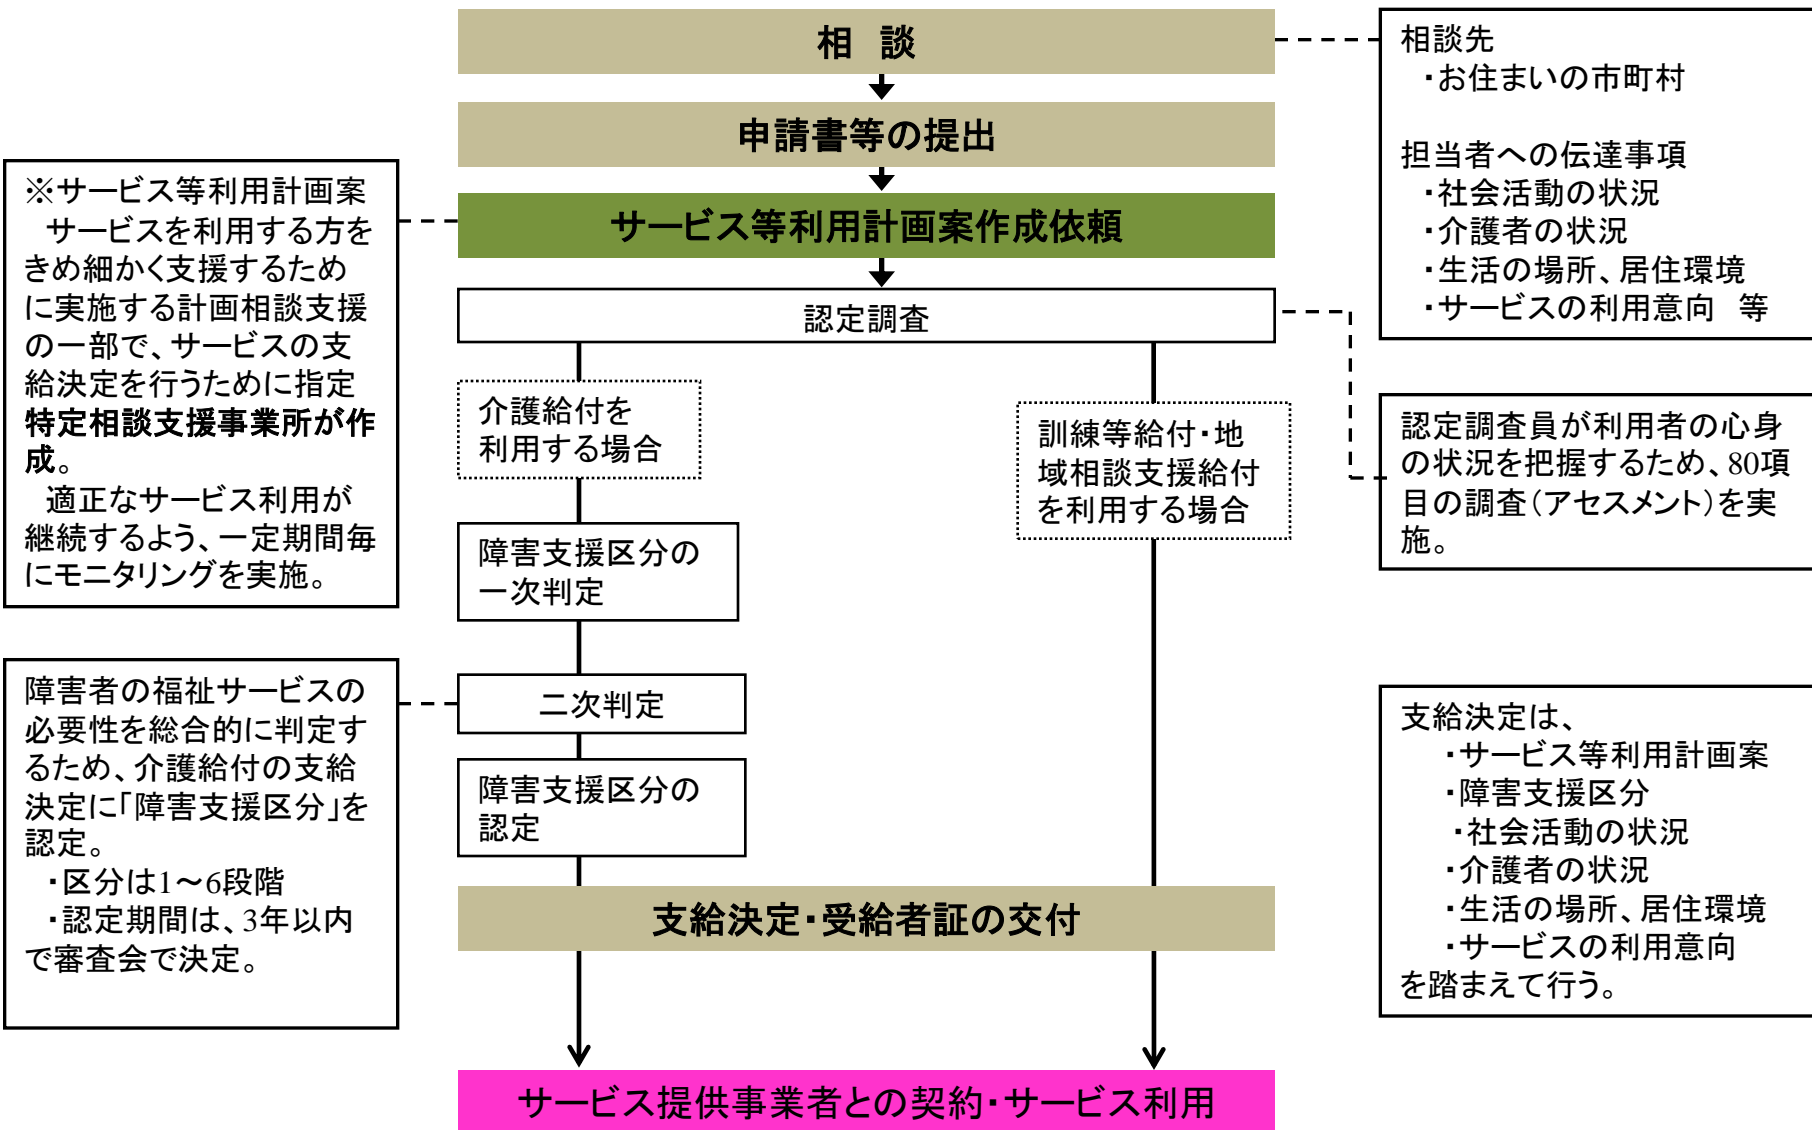 相　談
申請書等の提出
サービス等利用計画案作成依頼
認定調査
介護給付を
利用する場合
訓練等給付・地
域相談支援給付
を利用する場合
障害支援区分の
一次判定
二次判定
障害支援区分の
認定
支給決定・受給者証の交付
サービス提供事業者との契約・サービス利用
※サービス等利用計画案
　サービスを利用する方を
きめ細かく支援するため
に実施する計画相談支援
の一部で、サービスの支
給決定を行うために指定
特定相談支援事業所が作
成。
　適正なサービス利用が
継続するよう、一定期間毎
にモニタリングを実施。
障害者の福祉サービスの
必要性を総合的に判定す
るため、介護給付の支給
決定に「障害支援区分」を
認定。
・区分は1～6段階
・認定期間は、3年以内
で審査会で決定。
相談先
・お住まいの市町村
担当者への伝達事項
・社会活動の状況
・介護者の状況
・生活の場所、居住環境
・サービスの利用意向　等
認定調査員が利用者の心身
の状況を把握するため、80項
目の調査（アセスメント）を実
施。
支給決定は、
・サービス等利用計画案
・障害支援区分
・社会活動の状況
・介護者の状況
・生活の場所、居住環境
・サービスの利用意向
を踏まえて行う。